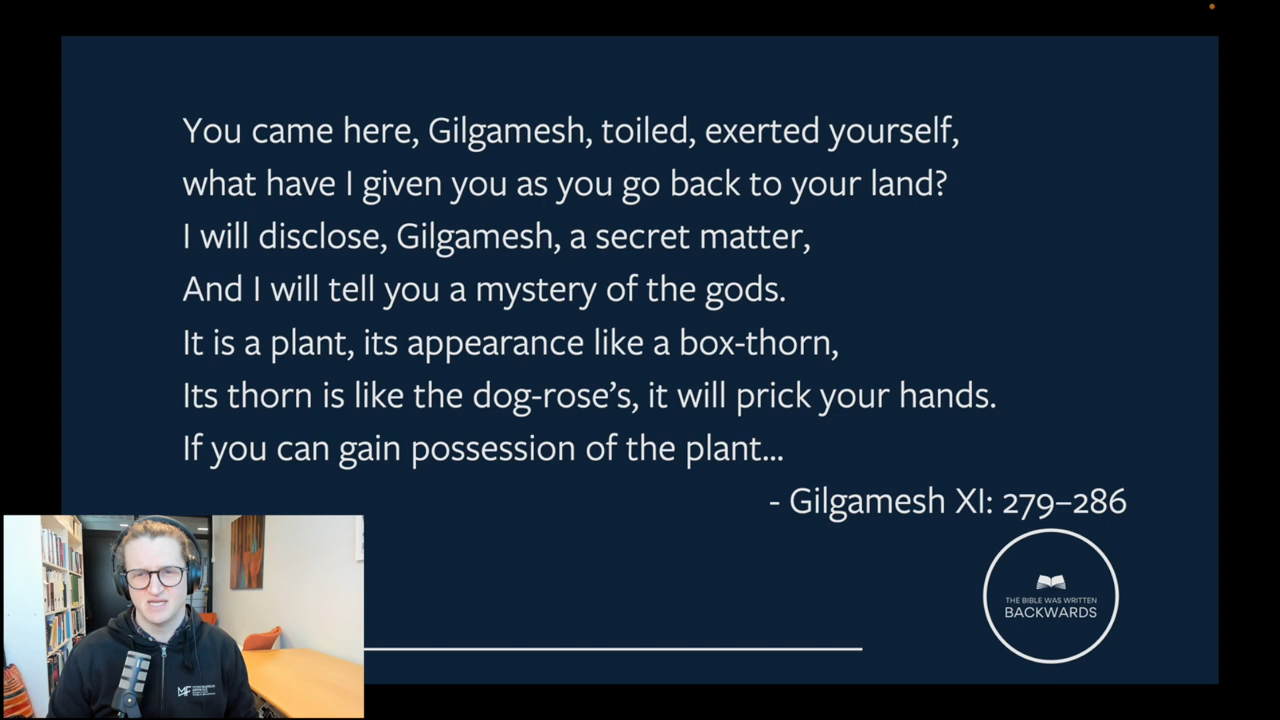 You came here, Gilgamesh, toiled, exerted yourself,
what have I given you as you go back to your land?
I will disclose, Gilgamesh, a secret matter,
And I will tell you a mystery of the gods.
It is a plant, its appearance like a box-thorn,
Its thorn is like the dog-rose’s, it will prick your hands.
If you can gain possession of the plant...
- Gilgamesh XI: 279–286
THE BIBLE WAS WRITTEN
BACKWARDS